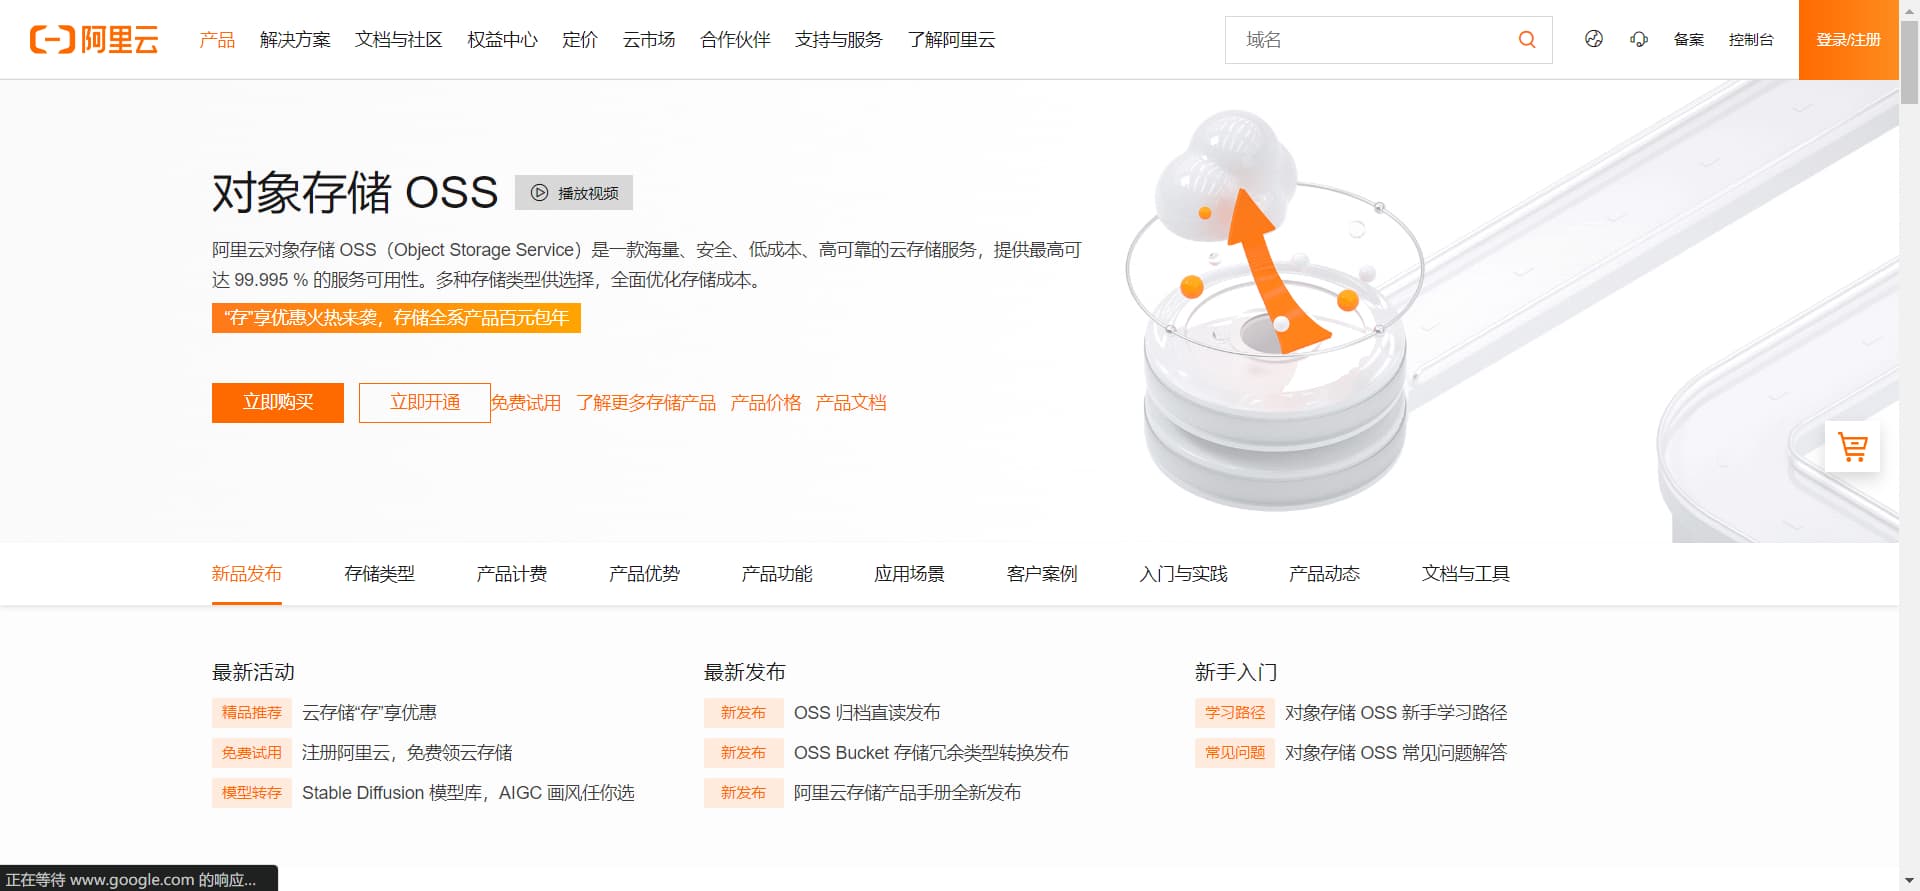 阿里云
产品 解决方案 文档与社区 权益中心 定价 云市场 合作伙伴 支持与服务 了解阿里云
域名
备案 控制台 登录/注册
对象存储 OSS
播放视频
阿里云对象存储 OSS（Object Storage Service）是一款海量、安全、低成本、高可靠的云存储服务，提供最高可
达 99.995 % 的服务可用性。多种存储类型供选择，全面优化存储成本。
“存”享优惠火热来袭，存储全系产品百元包年
立即购买 立即开通 免费试用 了解更多存储产品 产品价格 产品文档
新品发布 存储类型 产品计费 产品优势 产品功能 应用场景 客户案例 入门与实践 产品动态 文档与工具
最新活动
精品推荐 云存储“存”享优惠
免费试用 注册阿里云，免费领云存储
模型转存 Stable Diffusion 模型库，AIGC 画风任你选
最新发布
新发布 OSS 归档直读发布
新发布 OSS Bucket 存储冗余类型转换发布
新发布 阿里云存储产品手册全新发布
新手入门
学习路径 对象存储 OSS 新手学习路径
常见问题 对象存储 OSS 常见问题解答
正在等待 www.google.com 的响应...